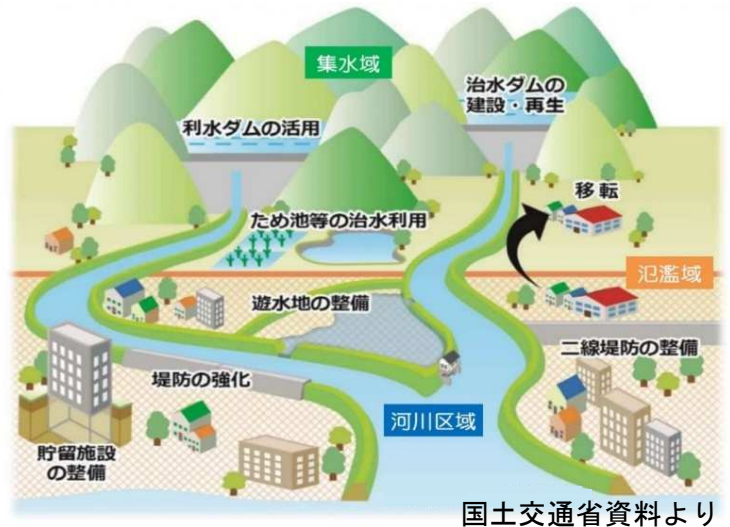 集水域
治水ダムの
建設・再生
利水ダムの活用
移転
ため池等の治水利用
氾濫域
遊水地の整備
二線堤防の整備
堤防の強化
河川区域
貯留施設
の整備
国土交通省資料より